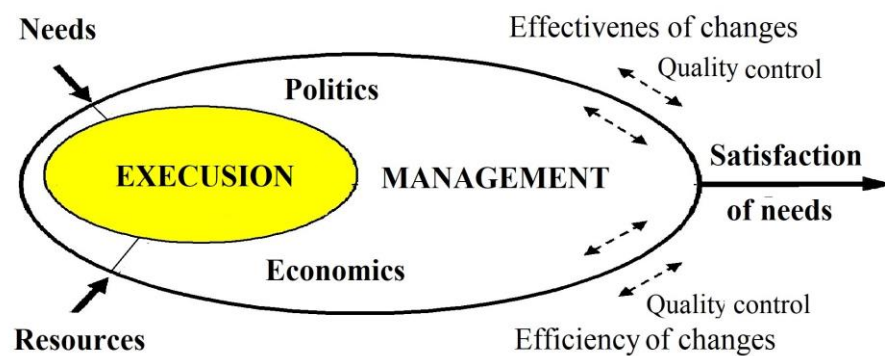 Needs
Effectivenes of changes
Quality control
Politics
EXECUSION
MANAGEMENT
Satisfaction
of needs
Economics
Quality control
Resources
Efficiency of changes